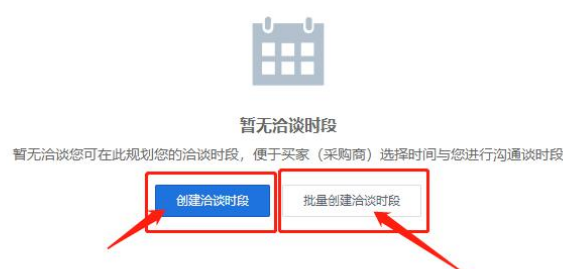 暂无洽谈时段
暂无洽谈您可在此规划您的洽谈时段，便于买家（采购商）选择时间与您进行沟通谈时段
创建洽谈时段 批量创建洽谈时段